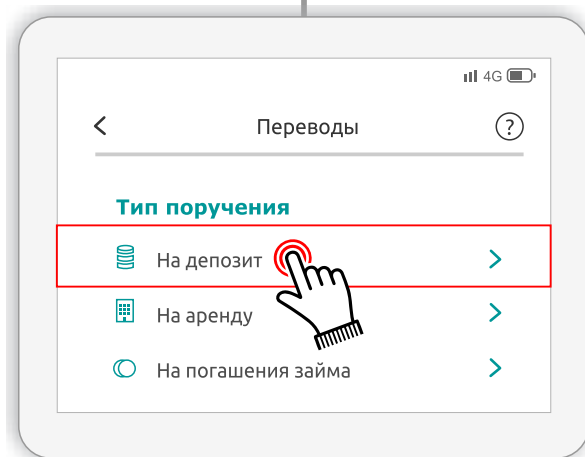 4G
Переводы
?
Тип поручения
На депозит
На аренду
На погашения займа